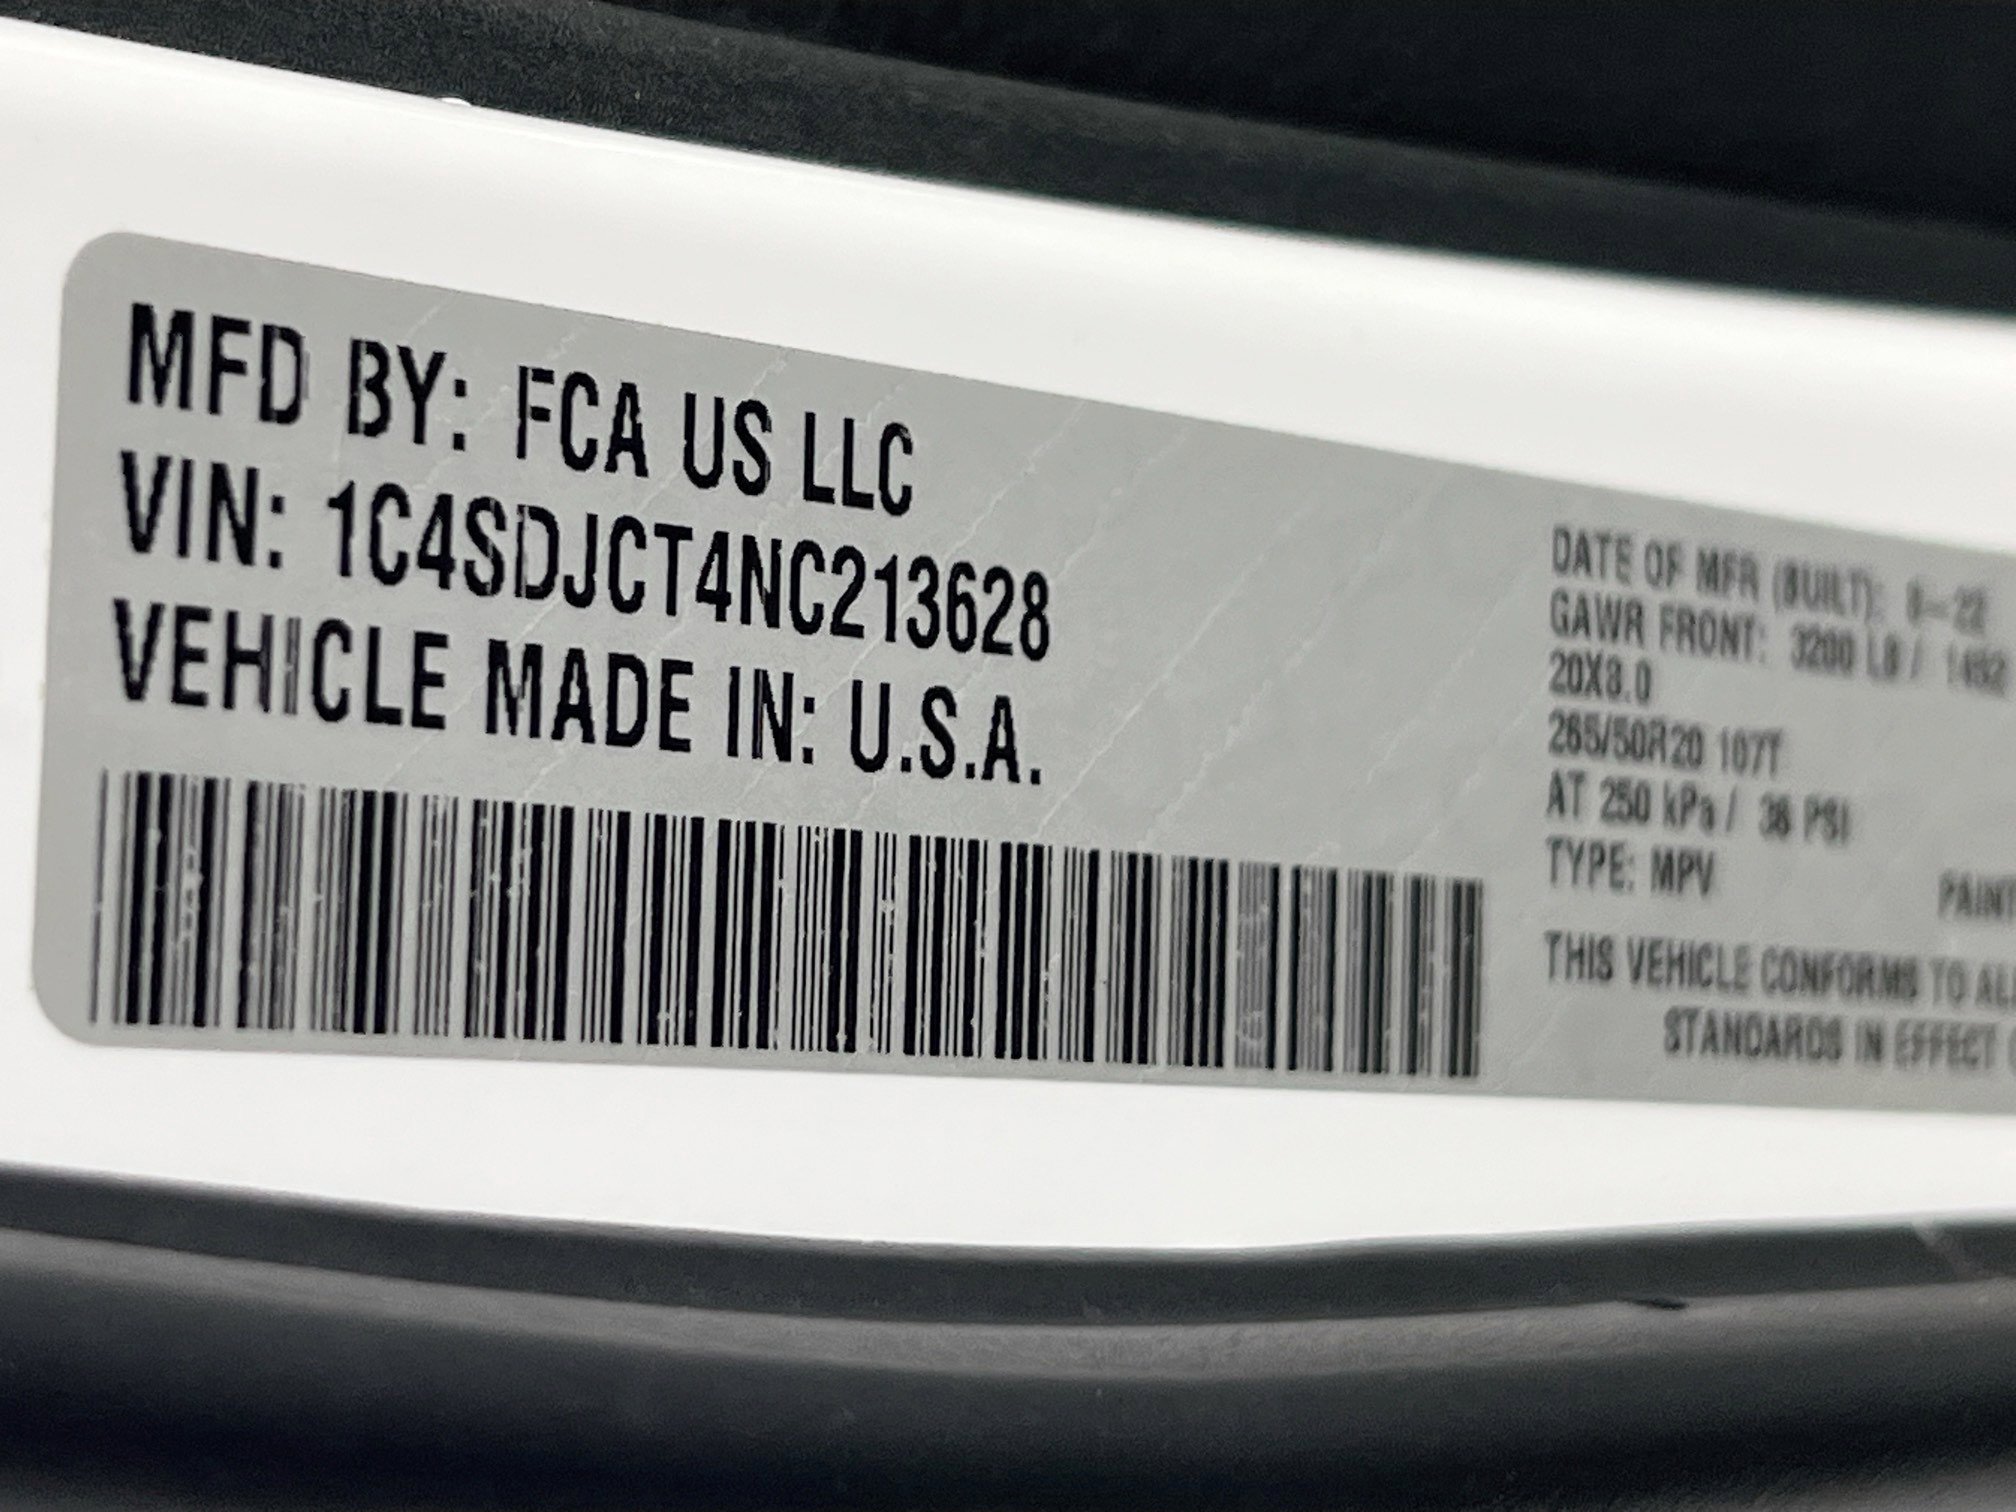 MFD BY: FCA US LLC
VIN: 1C4SDJCT4NC213628
VEHICLE MADE IN: U.S.A.
DATE OF MFR (BUILT):
GAWR FRONT: 3200 LB /
20X8.0
265/50R20 107T
AT 250 kPa / 36 PSI
TYPE: MPV
THIS VEHICLE CONFORMS TO
STANDARDS IN EFFECT